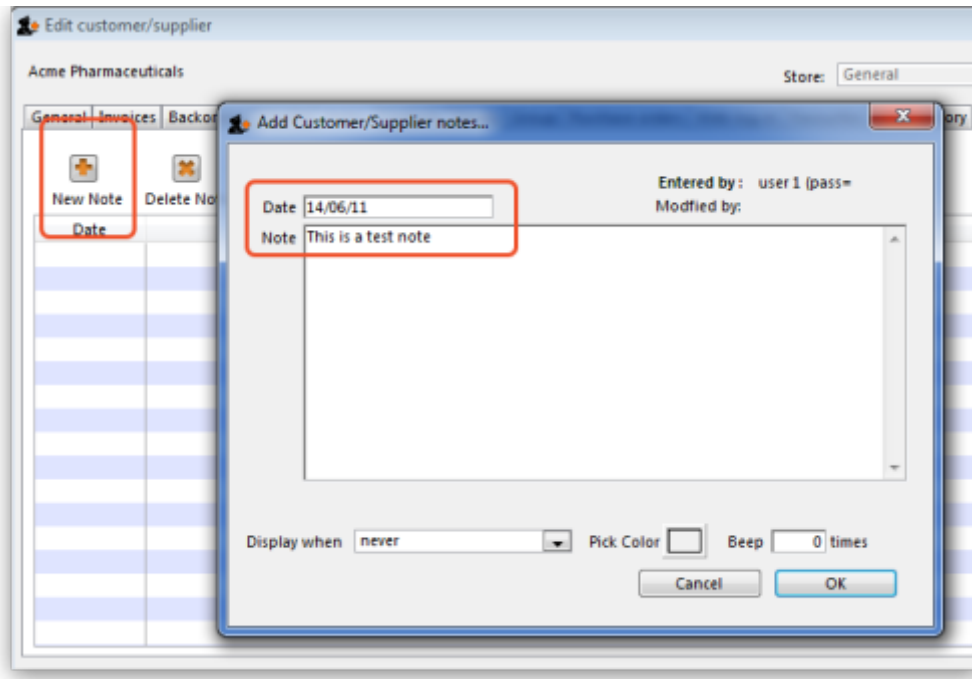 Edit customer/supplier
Acme Pharmaceuticals
Store: General
General Invoices Backor
ory
New Note Delete No
Date
Add Customer/Supplier notes...
Entered by: user 1 (pass=
Modfied by:
Date 14/06/11
Note This is a test note
Display when never Pick Color Beep 0 times
Cancel OK